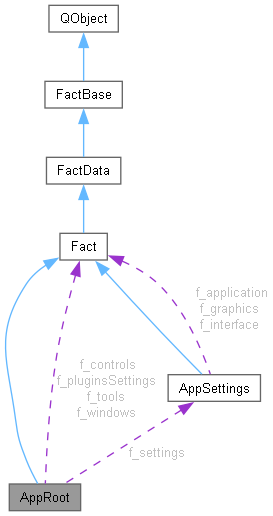 QObject
FactBase
FactData
Fact
f_application
f_graphics
f_interface
f_controls
f_pluginsSettings
f_tools
f_windows
AppSettings
f_settings
AppRoot